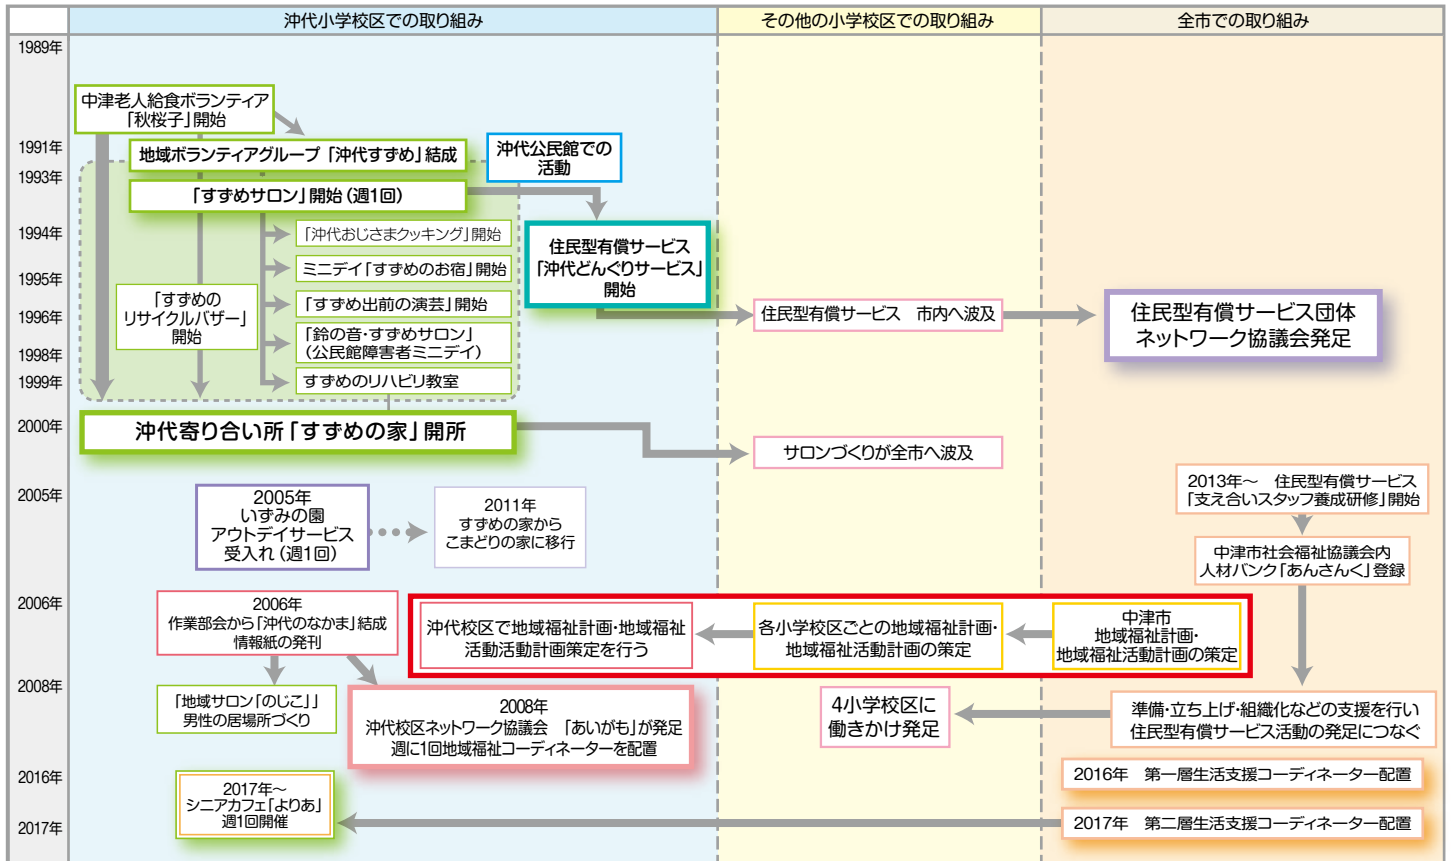 沖代小学校区での取り組み
その他の小学校区での取り組み
全市での取り組み
1989年
1991年
1993年
1994年
1995年
1996年
1998年
1999年
2000年
2005年
2006年
2008年
2016年
2017年
中津老人給食ボランティア
「秋桜子」開始
地域ボランティアグループ「沖代すずめ」結成
沖代公民館での
活動
「すずめサロン」開始(週1回)
「沖代おじさまクッキング」開始
ミニデイ「すずめのお宿」開始
「すずめ出前の演芸」開始
「鈴の音・すずめサロン」
(公民館障害者ミニデイ)
すずめのリハビリ教室
「すずめの
リサイクルバザー」
開始
住民型有償サービス
「沖代どんぐりサービス」
開始
住民型有償サービス 市内へ波及
住民型有償サービス団体
ネットワーク協議会発足
沖代寄り合い所「すずめの家」開所
サロンづくりが全市へ波及
2005年
いずみの園
アウトデイサービス
受入れ(週1回)
2011年
すずめの家から
こまどりの家に移行
2013年～ 住民型有償サービス
「支え合いスタッフ養成研修」開始
中津市社会福祉協議会内
人材バンク「あんさんく」登録
2006年
作業部会から「沖代のなかま」結成
情報紙の発刊
沖代校区で地域福祉計画・地域福祉
活動活動計画策定を行う
各小学校区ごとの地域福祉計画・
地域福祉活動計画の策定
中津市
地域福祉計画・
地域福祉活動計画の策定
「地域サロン「のじこ」」
男性の居場所づくり
2008年
沖代校区ネットワーク協議会 「あいがも」が発足
週に1回地域福祉コーディネーターを配置
4小学校区に
働きかけ発足
準備・立ち上げ・組織化などの支援を行い
住民型有償サービス活動の発足につなぐ
2016年 第一層生活支援コーディネーター配置
2017年～
シニアカフェ「よりあ」
週1回開催
2017年 第二層生活支援コーディネーター配置